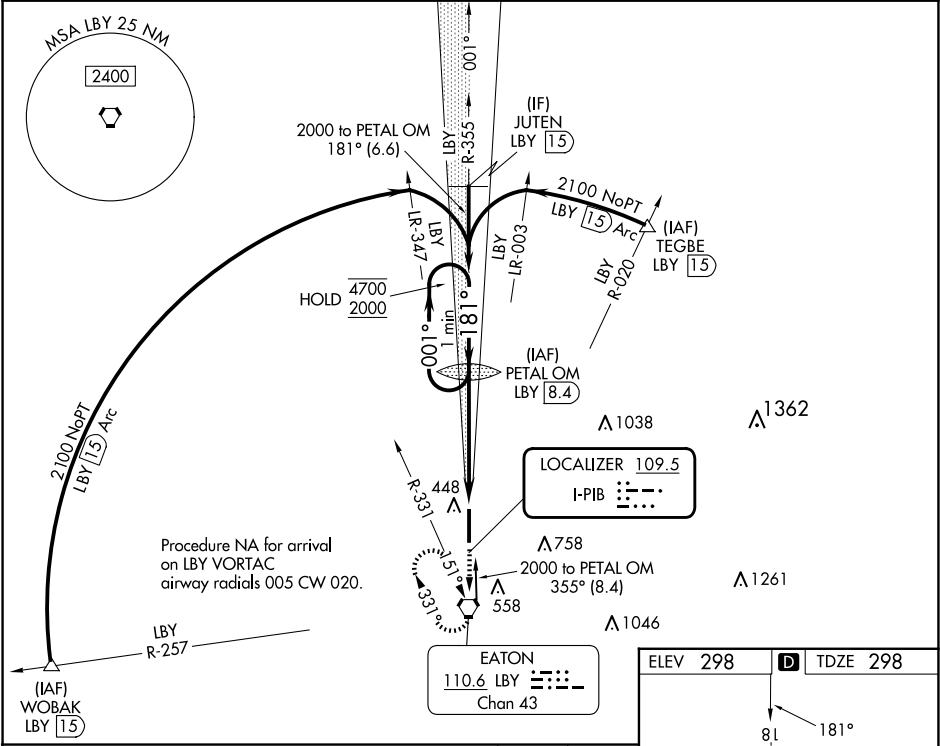 MSA LBY 25 NM
2400
2000 to PETAL OM
181° (6.6)
LBY
R-355
001°
(IF)
JUTEN
LBY 15
2100 NoPT
LBY 15 Arc
(IAF)
TEGBE
LBY 15
LBY
R-020
LBY
LR-347
LBY
LR-003
HOLD 4700
2000
001°
1 min
181°
(IAF)
PETAL OM
LBY 8.4
2100 NoPT
LBY 15 Arc
1038
1362
LOCALIZER 109.5
I-PIB
R-331
448
151°
331°
758
2000 to PETAL OM
355° (8.4)
558
1261
1046
Procedure NA for arrival
on LBY VORTAC
airway radials 005 CW 020.
LBY
R-257
(IAF)
WOBAK
LBY 15
EATON
110.6 LBY
Chan 43
ELEV 298 D TDZE 298
181°
18